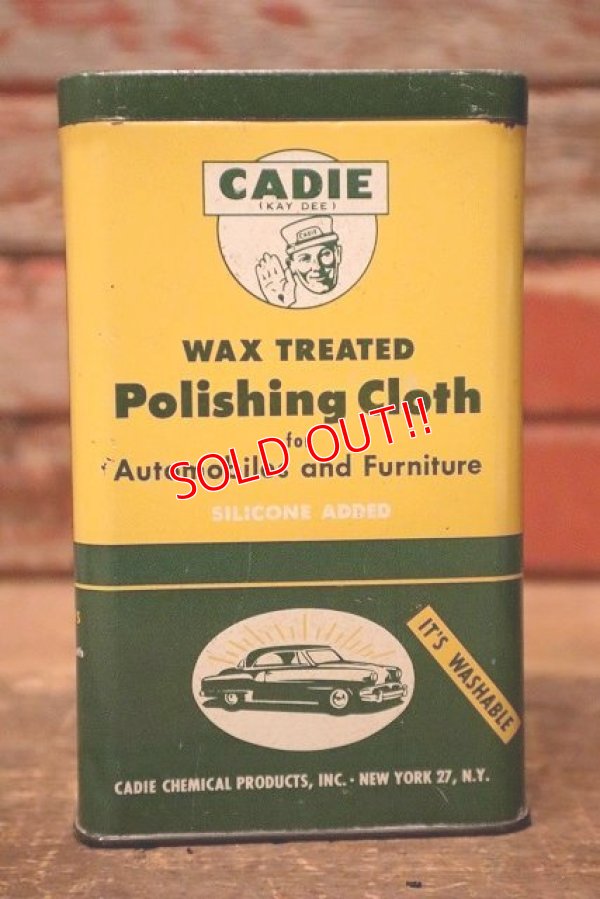 CADIE
(KAY DEE)
CADIE
WAX TREATED
Polishing Cloth
SOLD OUT!!
for
Automobiles and Furniture
SILICONE ADDED
IT'S WASHABLE
CADIE CHEMICAL PRODUCTS, INC. • NEW YORK 27, N.Y.